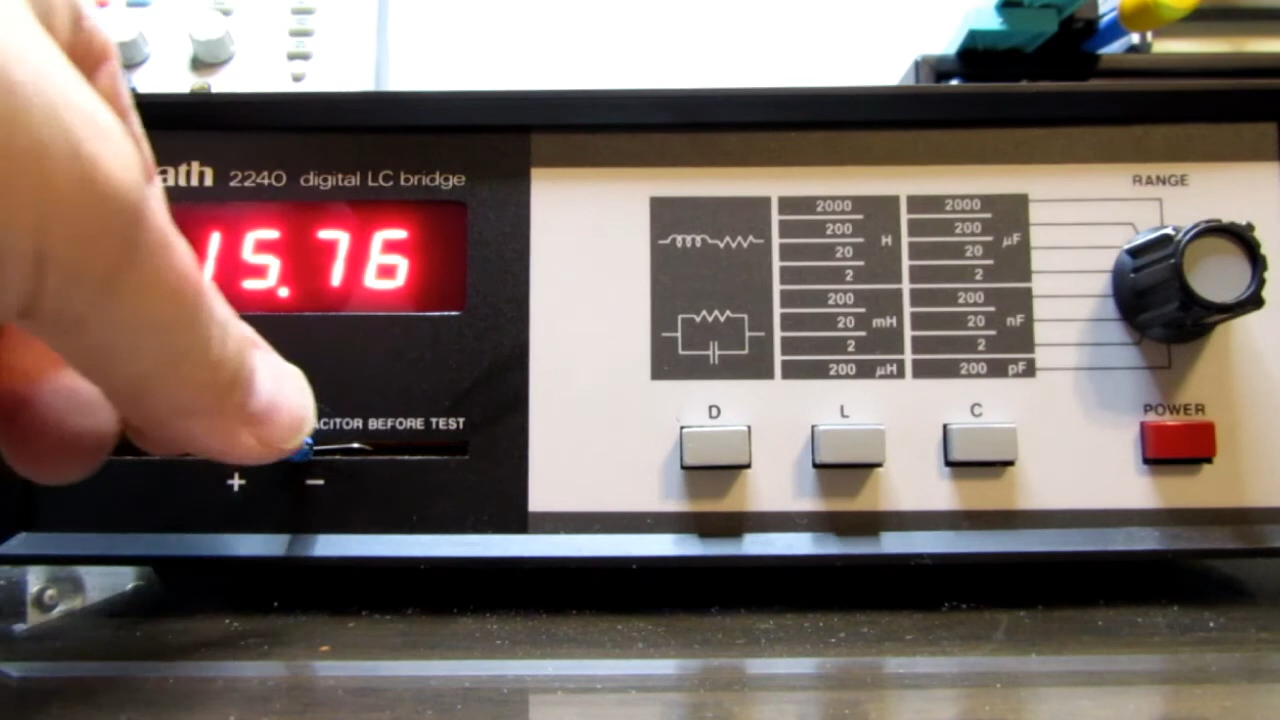 ath 2240 digital LC bridge
15.76
ACITOR BEFORE TEST
+ −
RANGE
2000
200
20
2
H
200
20
2
mH
200 μH
2000
200
20
2
μF
200
20
2
nF
200 pF
D
L
C
POWER